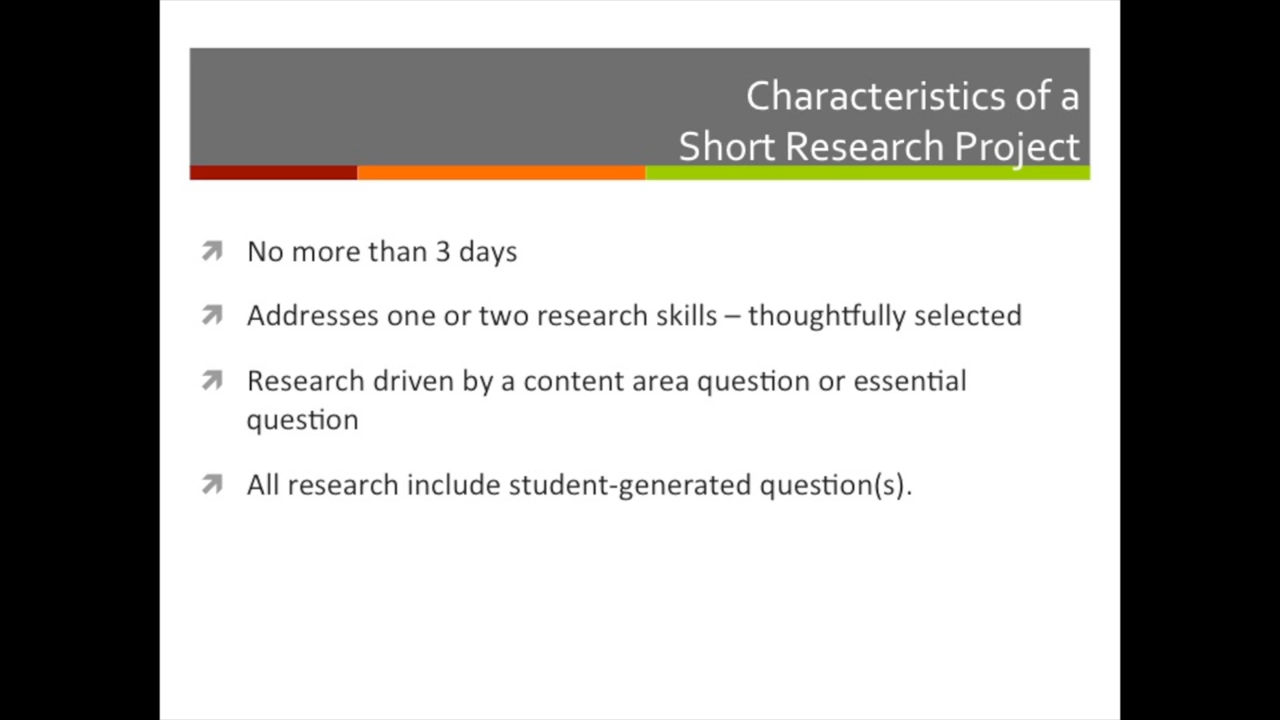 Characteristics of a
Short Research Project
No more than 3 days
Addresses one or two research skills – thoughtfully selected
Research driven by a content area question or essential
question
All research include student-generated question(s).